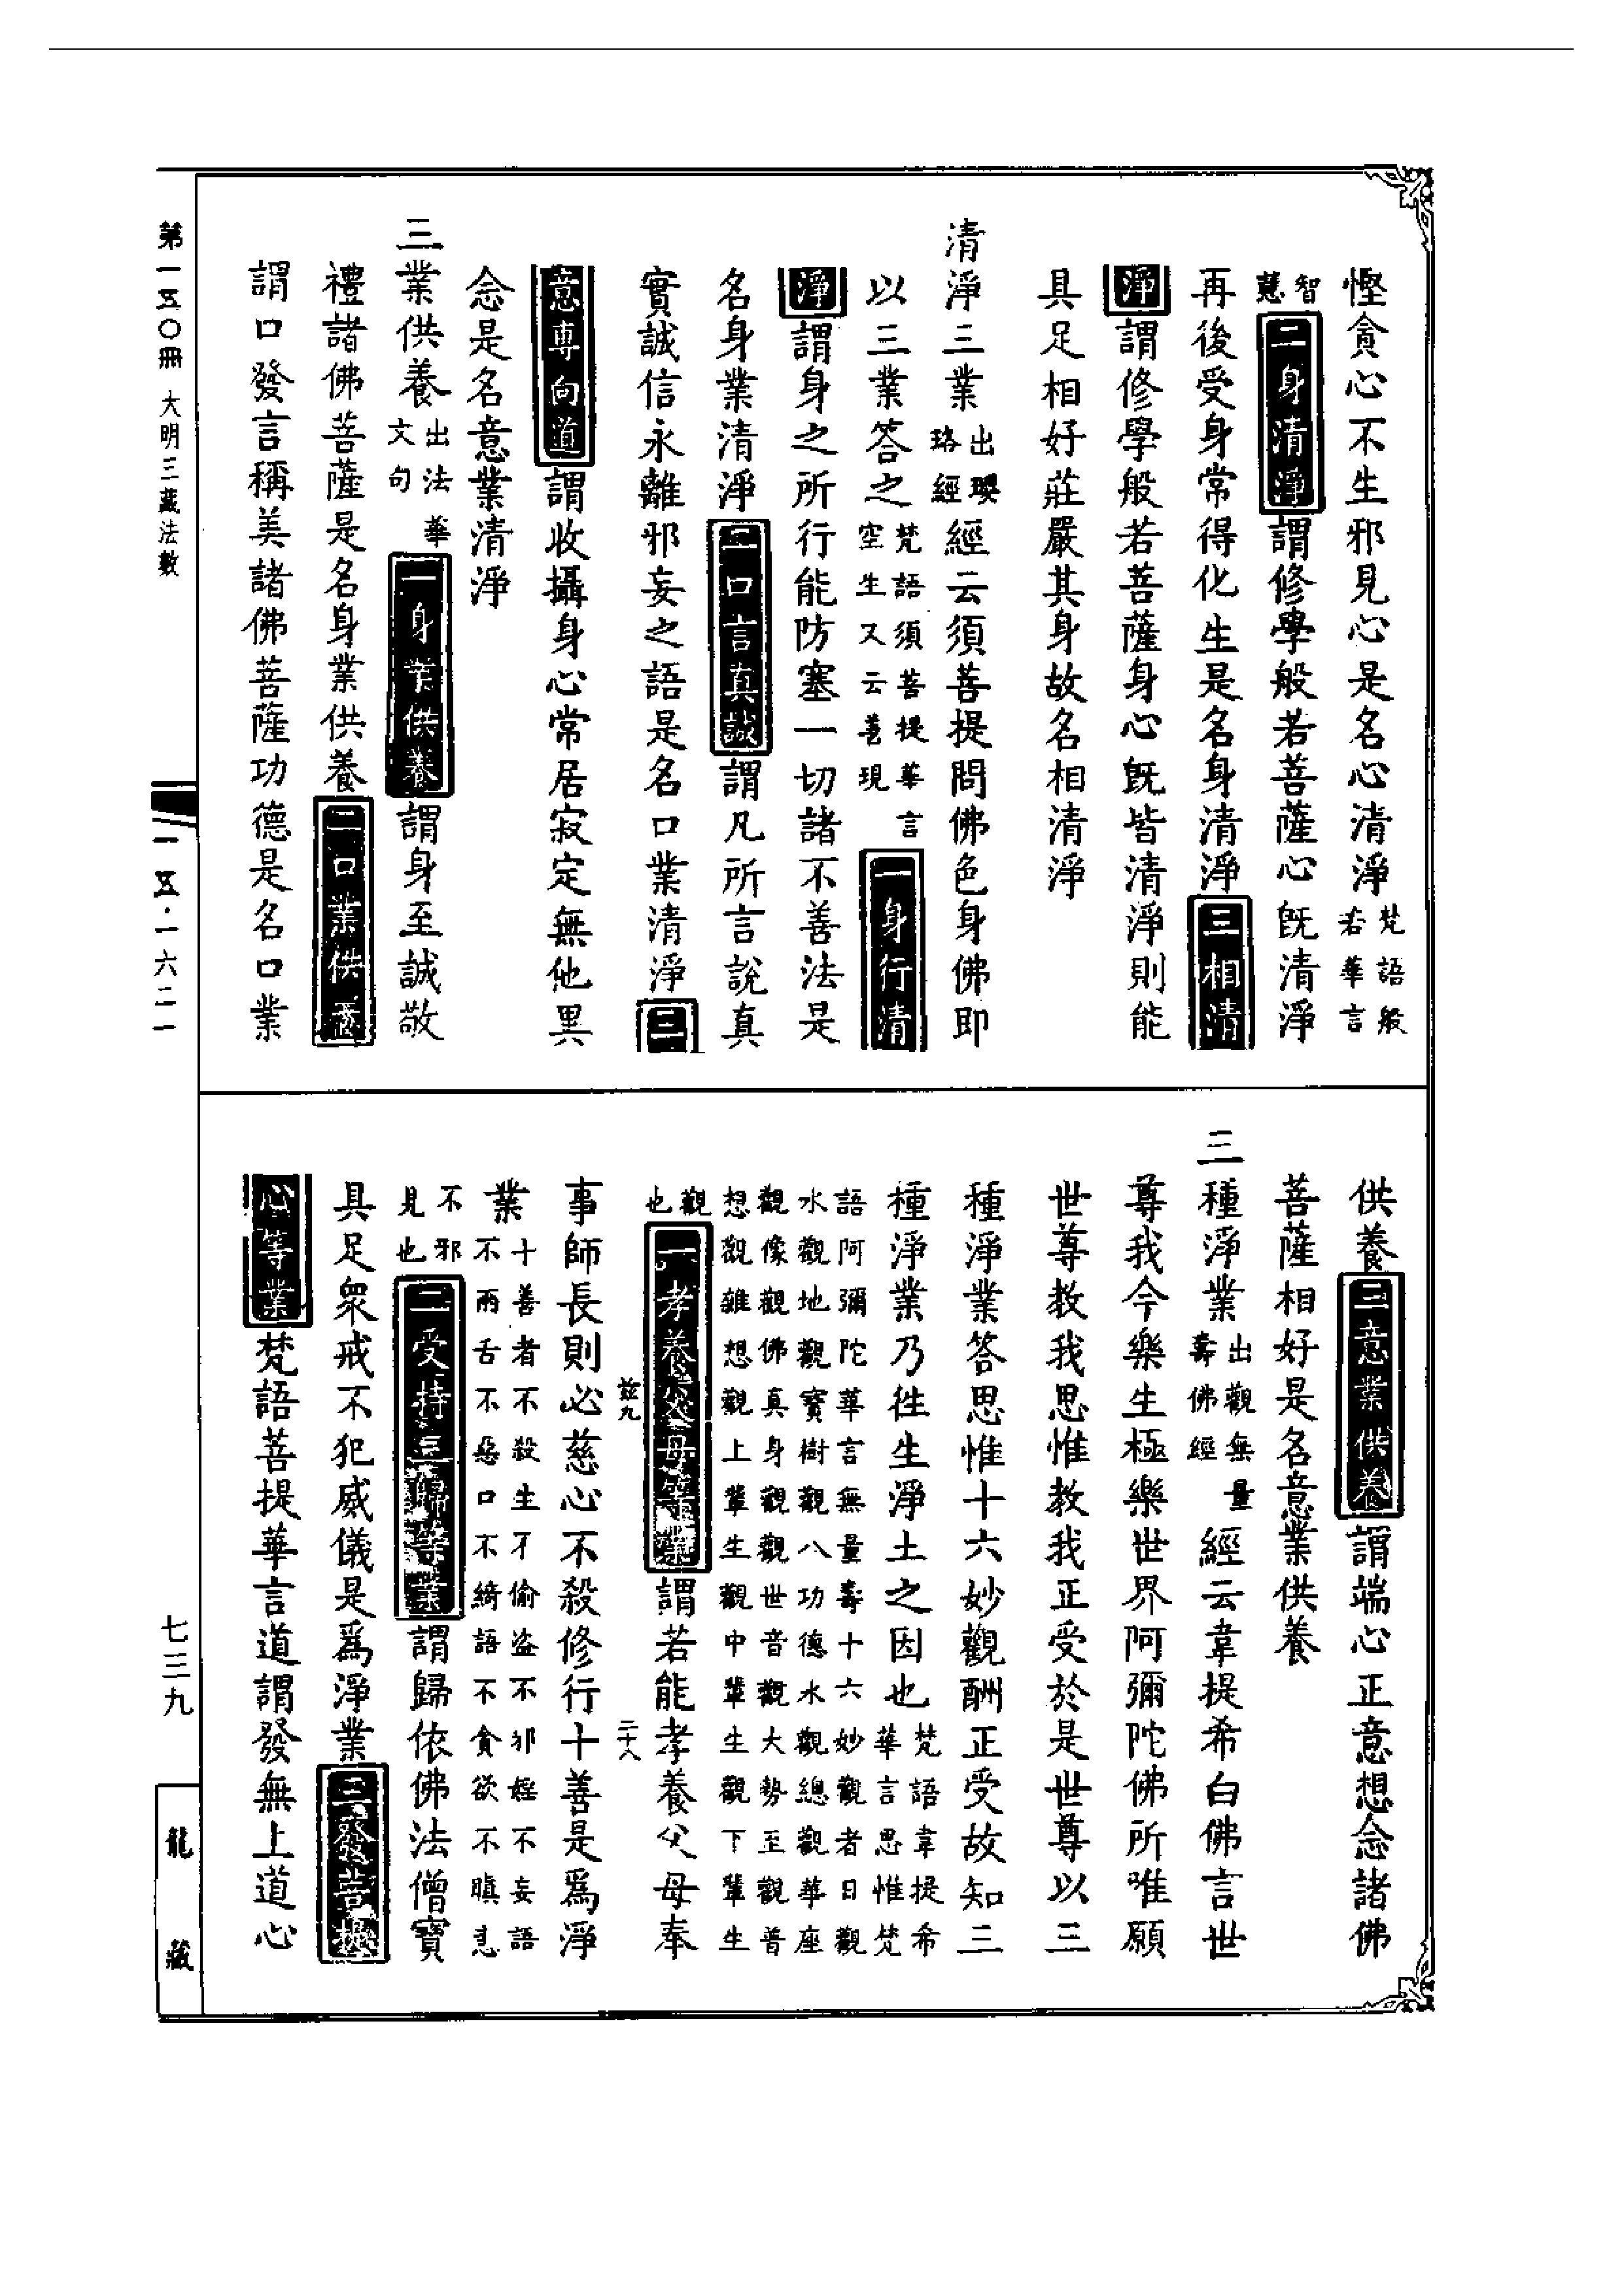 慳貪心不生邪見心是名心清淨梵語般若華言
智慧二身清淨謂修學般若菩薩心旣清淨
再後受身常得化生是名身清淨三相清
淨謂修學般若菩薩身心旣皆清淨則能
具足相好莊嚴其身故名相清淨
清淨三業出瓔珞經經云須菩提問佛色身佛即
以三業答之梵語須菩提華言空生又云善現一身行清
淨謂身之所行能防塞一切諸不善法是
名身業清淨二口言真誠謂凡所言說真
實誠信永離邪妄之語是名口業清淨三
意專向道謂收攝身心常居寂定無他異
念是名意業清淨
三業供養出法華文句一身業供養謂身至誠敬
禮諸佛菩薩是名身業供養二口業供養
謂口發言稱美諸佛菩薩功德是名口業
供養三意業供養謂端心正意想念諸佛
菩薩相好是名意業供養
三種淨業出觀無量壽佛經經云韋提希白佛言世
尊我今樂生極樂世界阿彌陀佛所唯願
世尊教我思惟教我正受於是世尊以三
種淨業答思惟十六妙觀酬正受故知三
種淨業乃往生淨土之因也梵語韋提希華言思惟梵
語阿彌陀華言無量壽十六妙觀者日觀水觀地觀寶樹觀八功德水觀總觀華座
觀像觀佛真身觀觀世音觀大勢至觀普想觀雜想觀上輩生觀中輩生觀下輩生
觀也一孝養父母等業謂若能孝養父母奉
茲九 二十八
事師長則必慈心不殺修行十善是爲淨
業十善者不殺生不偷盜不邪婬不妄語不兩舌不惡口不綺語不貪欲不瞋恚
不邪見也二受持三歸等業謂歸依佛法僧寶
具足衆戒不犯威儀是爲淨業三發菩提
心等業梵語菩提華言道謂發無上道心
第一五〇冊 大明三藏法數
一五·一六二一
七三九
龍藏